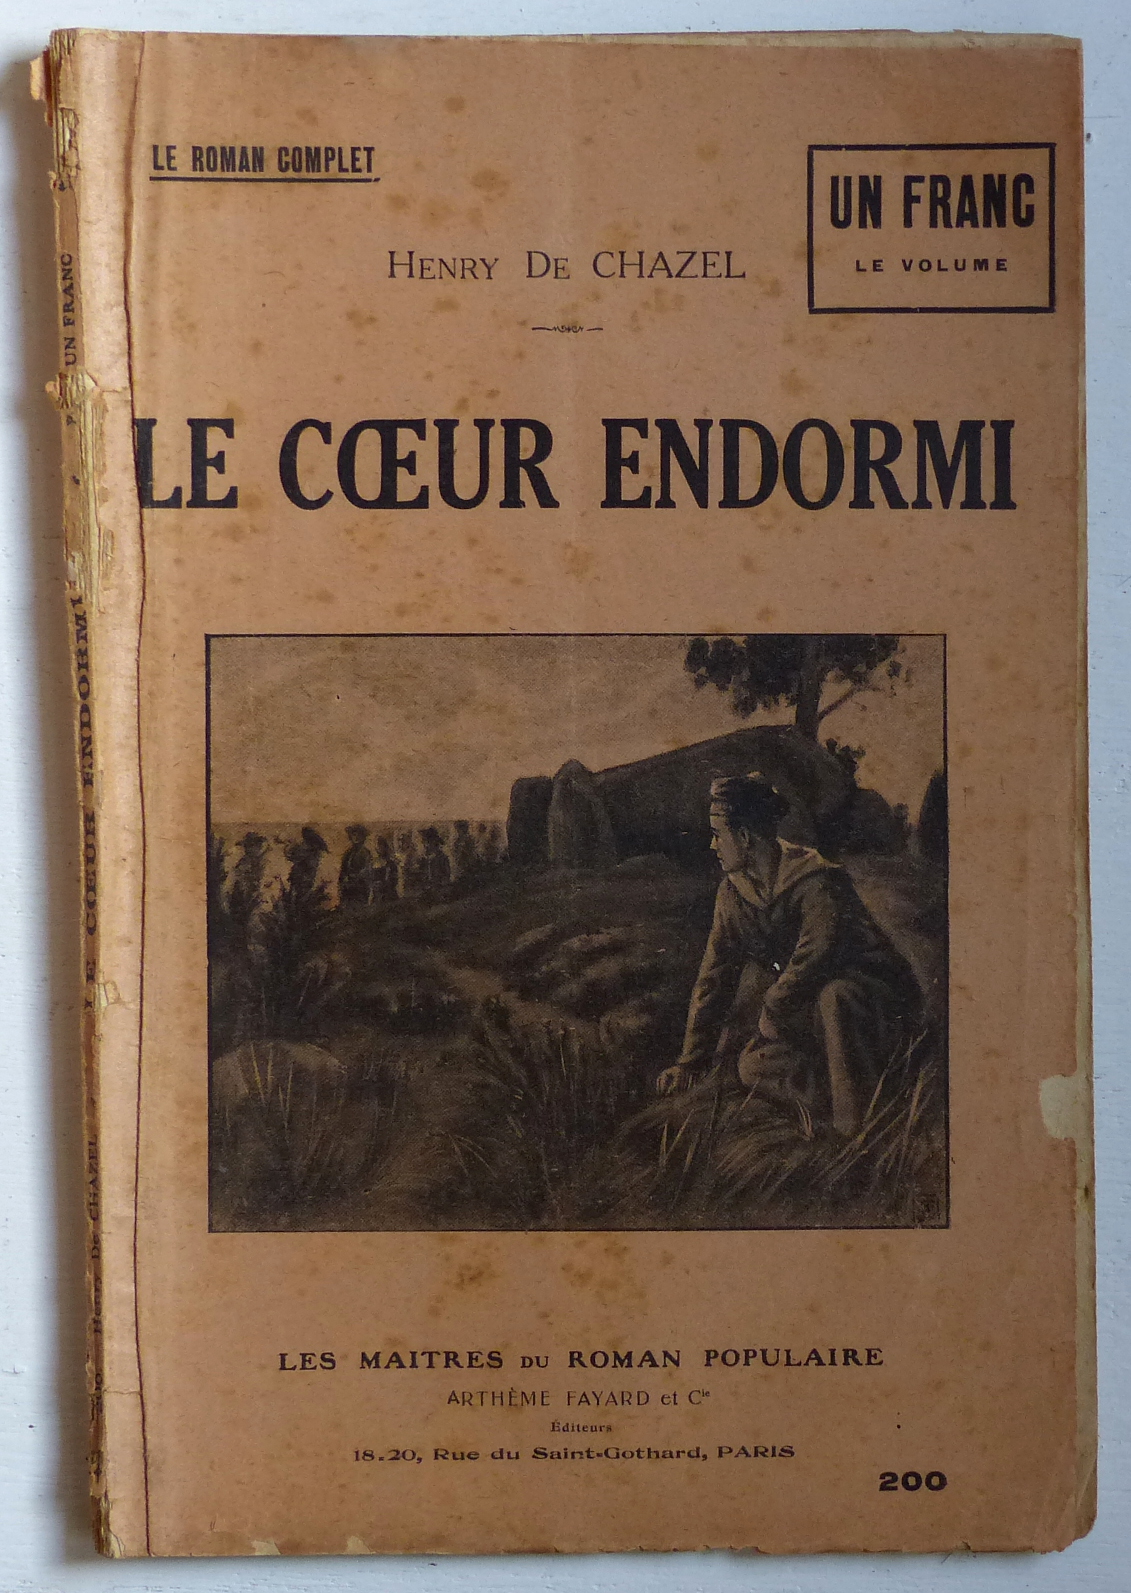 LE ROMAN COMPLET
UN FRANC
LE VOLUME
HENRY DE CHAZEL
LE CŒUR ENDORMI
LES MAITRES DU ROMAN POPULAIRE
ARTHÈME FAYARD et Cie
Éditeurs
18-20, Rue du Saint-Gothard, PARIS
200
HENRY DE CHAZEL
LE CŒUR ENDORMI
UN FRANC